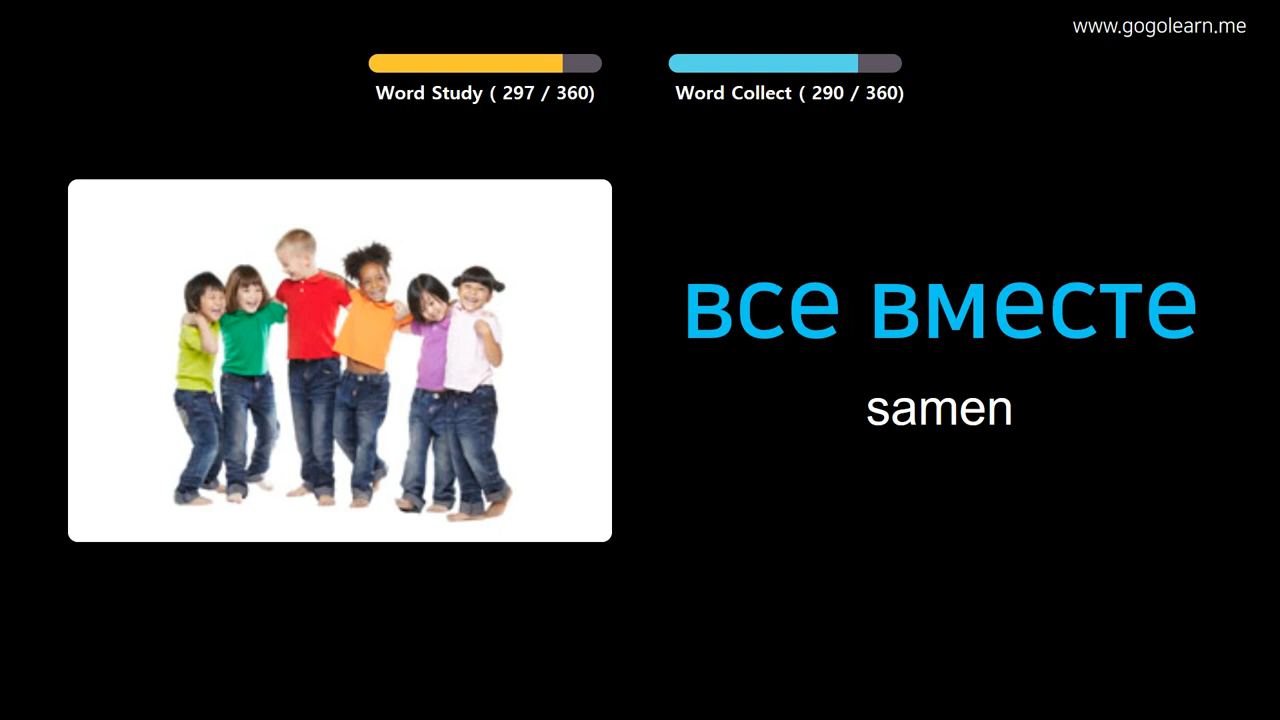 www.gogolearn.me
Word Study ( 297 / 360)
Word Collect ( 290 / 360)
все вместе
samen